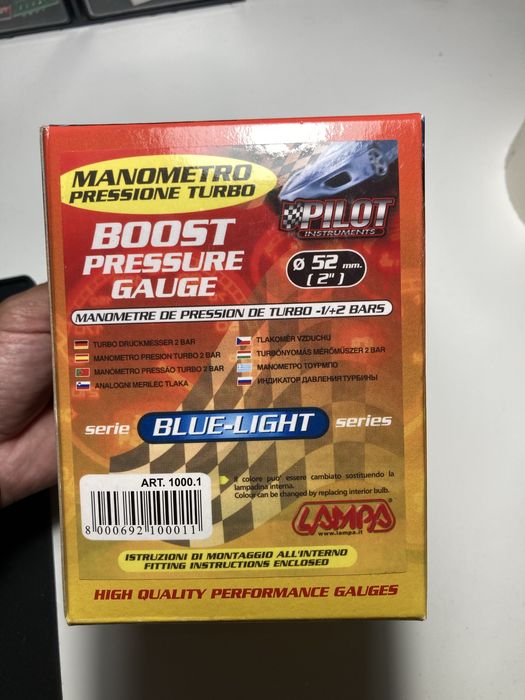 MANOMETRO
PRESSIONE TURBO
PILOT
INSTRUMENTS
BOOST
PRESSURE
GAUGE
Ø 52 mm.
(2")
MANOMETRE DE PRESSION DE TURBO -1/+2 BARS
TURBO DRUCKMESSER 2 BAR
MANOMETRO PRESION TURBO 2 BAR
MANOMETRO PRESSÃO TURBO 2 BAR
ANALOGNI MERILEC TLAKA
TLAKOMĚR VZDUCHU
TURBÓNYOMÁS MÉRŐMŰSZER 2 BAR
ΜΑΝΟΜΕΤΡΟ ΤΟΥΡΜΠΟ
ИНДИКАТОР ДАВЛЕНИЯ ТУРБИНЫ
serie BLUE-LIGHT series
ART. 1000.1
8 000692 100011
Il colore puo' essere cambiato sostituendo la
lampadina interna.
Colour can be changed by replacing interior bulb.
LAMPA
www.lampa.it
ISTRUZIONI DI MONTAGGIO ALL'INTERNO
FITTING INSTRUCTIONS ENCLOSED
HIGH QUALITY PERFORMANCE GAUGES